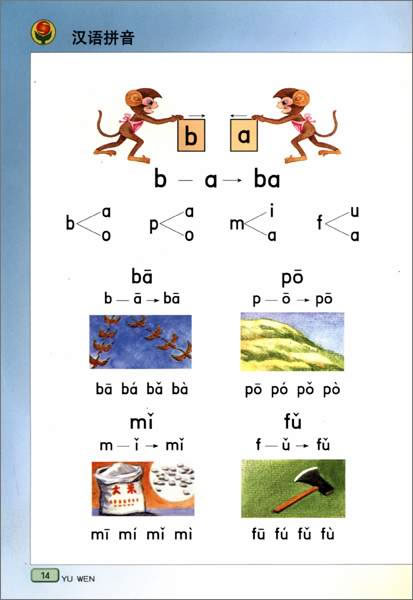 汉语拼音
b a
b — a → ba
b a o p a o m i a f u a
bā pō
b — ā → bā p — ō → pō
bā bá bǎ bà pō pó pǒ pò
mǐ fǔ
m — ǐ → mǐ f — ǔ → fǔ
大米
mī mí mǐ mì fū fú fǔ fù
14 YU WEN